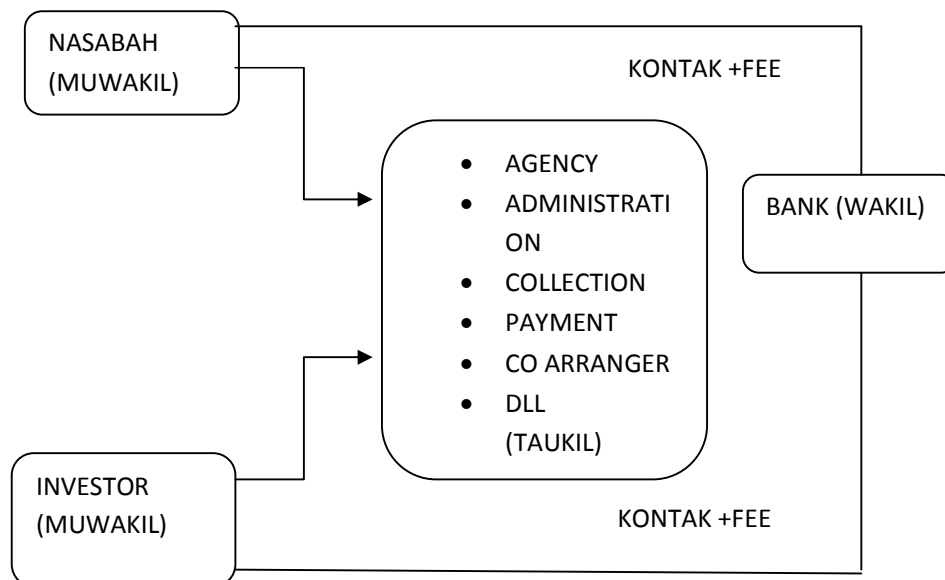 NASABAH
(MUWAKIL)
KONTAK +FEE
• AGENCY
• ADMINISTRATI
ON
• COLLECTION
• PAYMENT
• CO ARRANGER
• DLL
(TAUKIL)
BANK (WAKIL)
INVESTOR
(MUWAKIL)
KONTAK +FEE